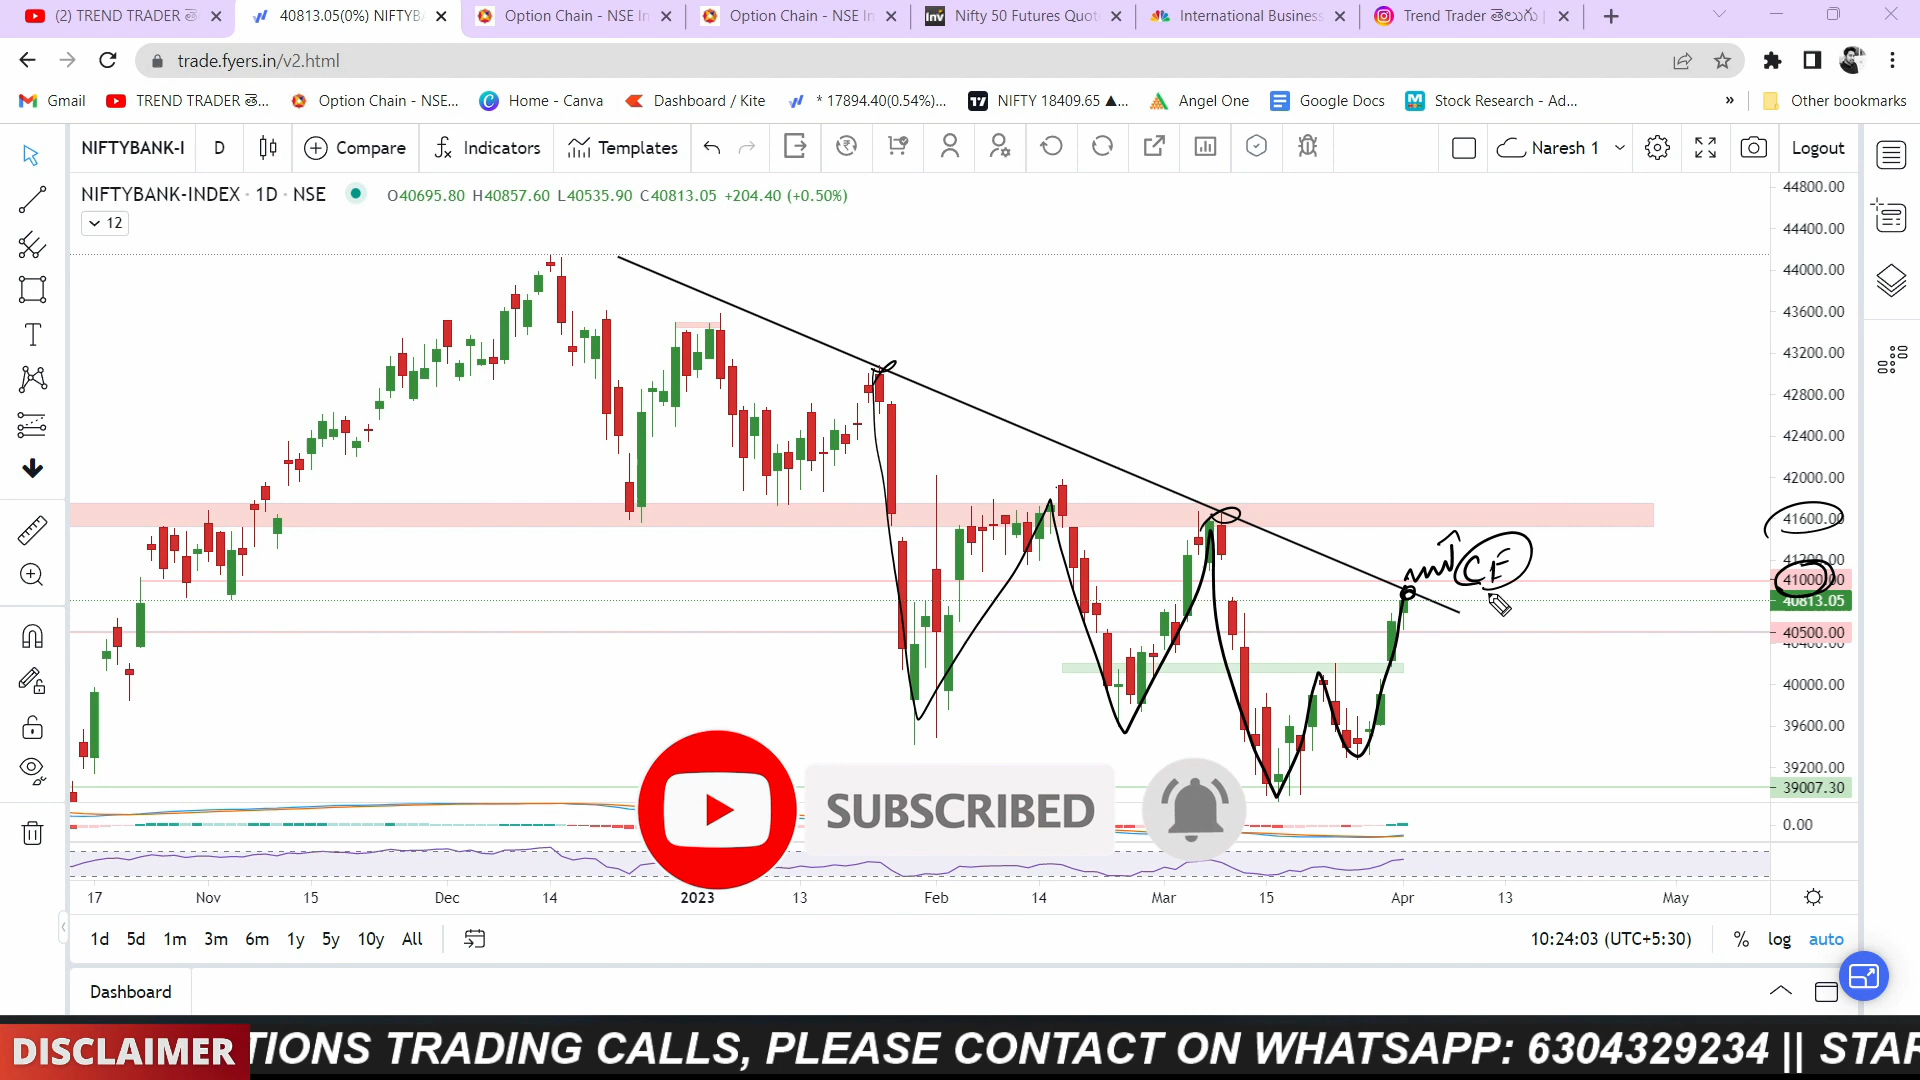 (2) TREND TRADER తె
40813.05(0%) NIFTYB
Option Chain - NSE In
Option Chain - NSE In
Nifty 50 Futures Quot
International Business
Trend Trader తెలుగు
trade.fyers.in/v2.html
Gmail
TREND TRADER తె...
Option Chain - NSE...
Home - Canva
Dashboard / Kite
* 17894.40(0.54%)...
NIFTY 18409.65 ▲...
Angel One
Google Docs
Stock Research - Ad...
»
Other bookmarks
NIFTYBANK-I
D
Compare
Indicators
Templates
Naresh 1
Logout
NIFTYBANK-INDEX · 1D · NSE
O40695.80 H40857.60 L40535.90 C40813.05 +204.40 (+0.50%)
12
44800.00
44400.00
44000.00
43600.00
43200.00
42800.00
42400.00
42000.00
41600.00
41200.00
41000.00
40813.05
40500.00
40400.00
40000.00
39600.00
39200.00
39007.30
0.00
CE
SUBSCRIBED
17
Nov
15
Dec
14
2023
13
Feb
14
Mar
15
Apr
13
May
1d 5d 1m 3m 6m 1y 5y 10y All
10:24:03 (UTC+5:30)
% log auto
Dashboard
DISCLAIMER
TIONS TRADING CALLS, PLEASE CONTACT ON WHATSAPP: 6304329234 || STAR